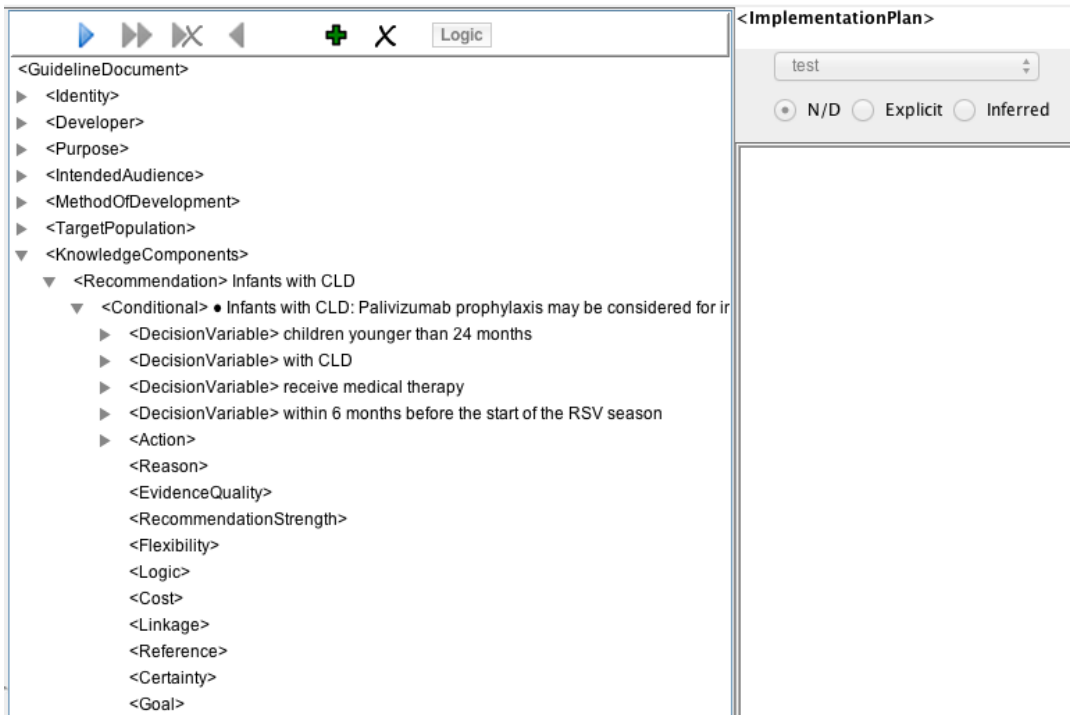 Logic
<GuidelineDocument>
<Identity>
<Developer>
<Purpose>
<IntendedAudience>
<MethodOfDevelopment>
<TargetPopulation>
<KnowledgeComponents>
<Recommendation> Infants with CLD
<Conditional> ● Infants with CLD: Palivizumab prophylaxis may be considered for
<DecisionVariable> children younger than 24 months
<DecisionVariable> with CLD
<DecisionVariable> receive medical therapy
<DecisionVariable> within 6 months before the start of the RSV season
<Action>
<Reason>
<EvidenceQuality>
<RecommendationStrength>
<Flexibility>
<Logic>
<Cost>
<Linkage>
<Reference>
<Certainty>
<Goal>
<ImplementationPlan>
test
N/D Explicit Inferred